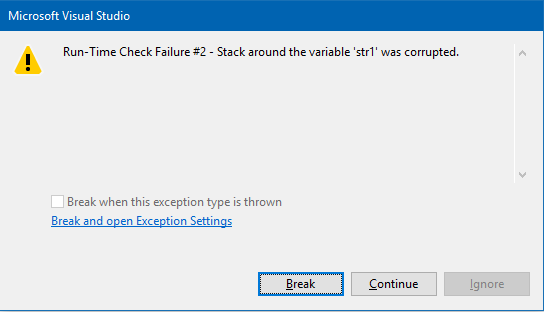 Microsoft Visual Studio
Run-Time Check Failure #2 - Stack around the variable 'str1' was corrupted.
Break when this exception type is thrown
Break and open Exception Settings
Break Continue Ignore